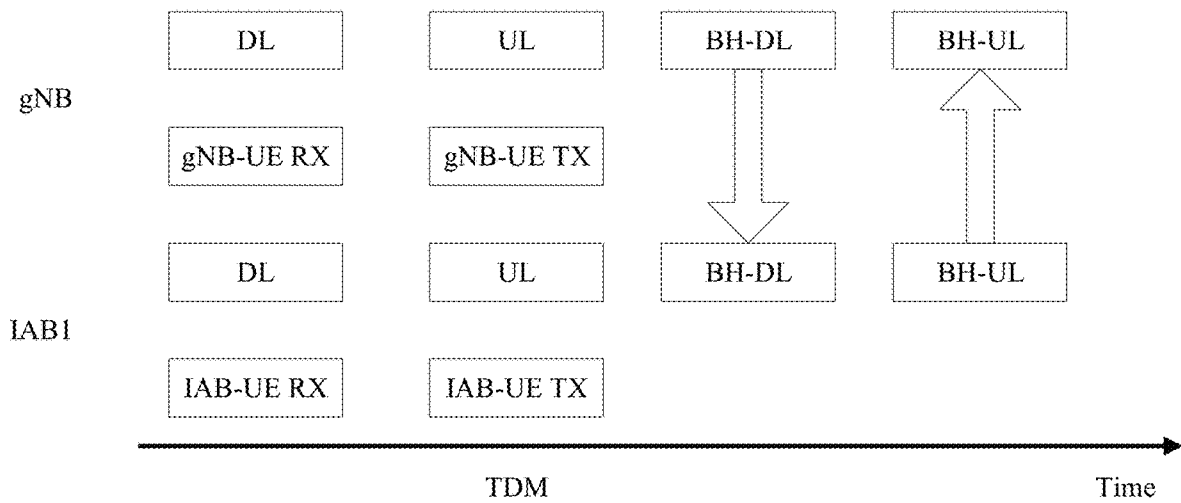 DL UL BH-DL BH-UL
gNB
gNB-UE RX gNB-UE TX
DL UL BH-DL BH-UL
IAB1
IAB-UE RX IAB-UE TX
TDM Time